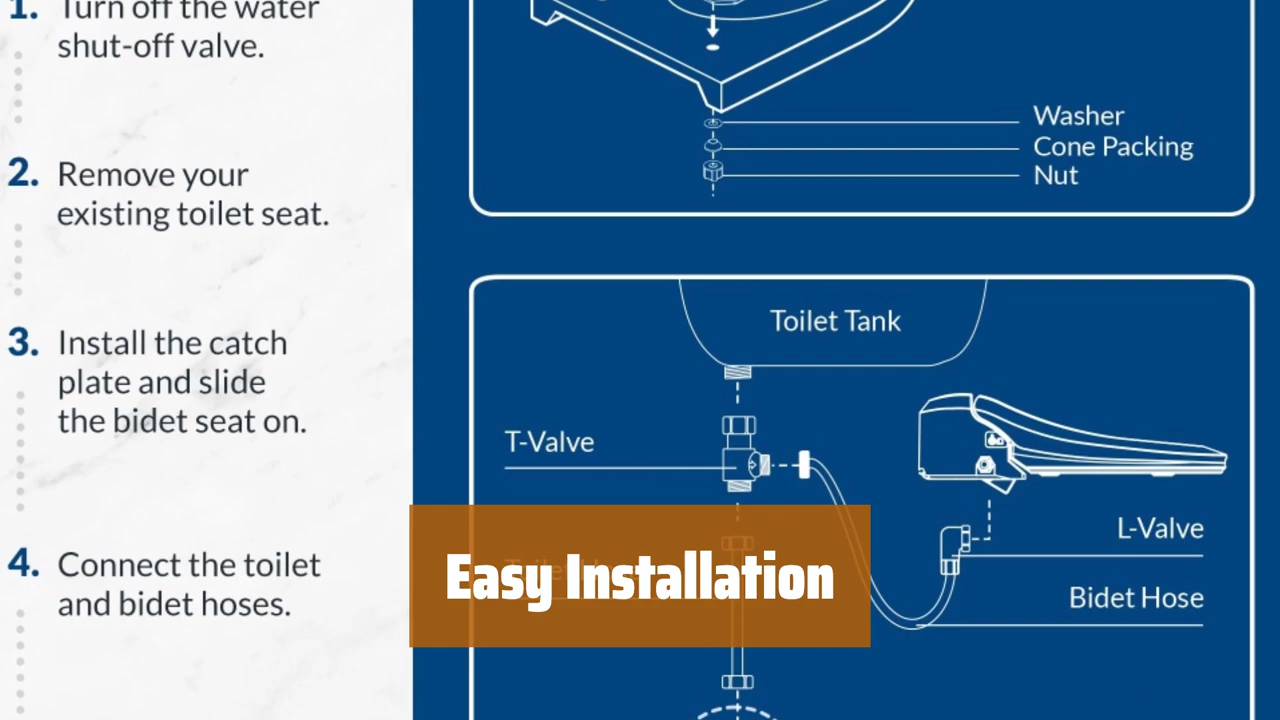 1. Turn off the water
shut-off valve.
2. Remove your
existing toilet seat.
3. Install the catch
plate and slide
the bidet seat on.
4. Connect the toilet
and bidet hoses.
Washer
Cone Packing
Nut
Toilet Tank
T-Valve
L-Valve
Bidet Hose
Easy Installation